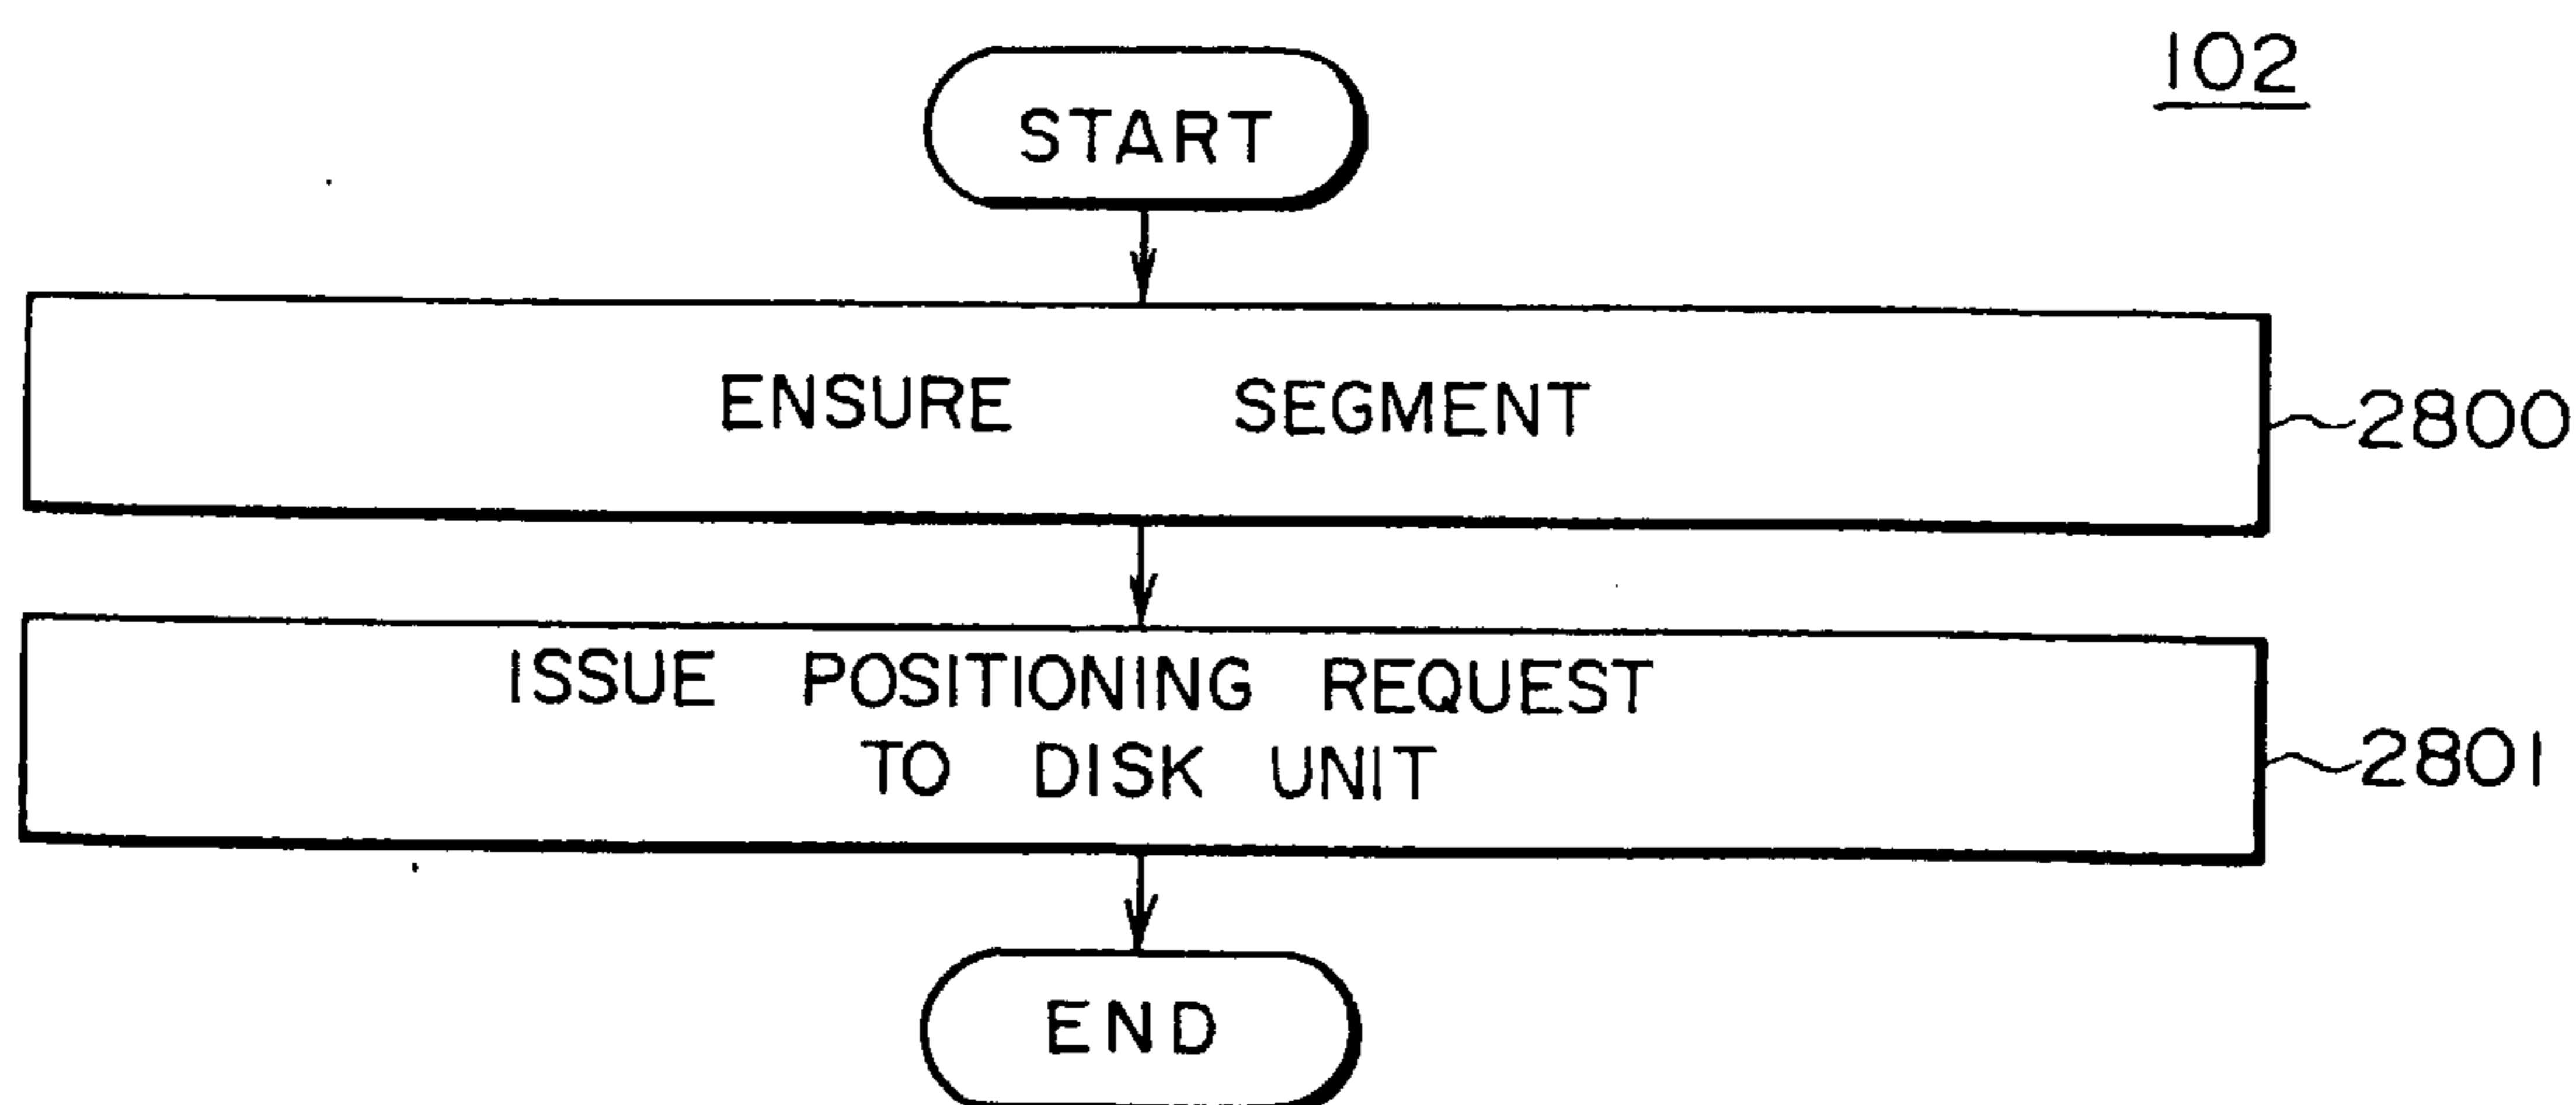 102
START
ENSURE SEGMENT
2800
ISSUE POSITIONING REQUEST
TO DISK UNIT
2801
END